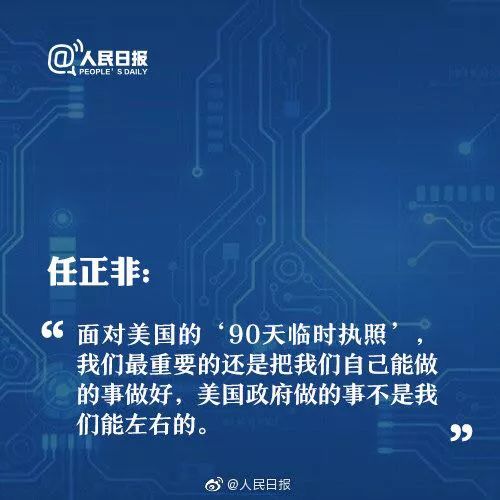 @人民日报
PEOPLE'S DAILY
任正非:
“ 面对美国的‘90天临时执照’,
我们最重要的还是把我们自己能做
的事做好,美国政府做的事不是我
们能左右的。 ”
@人民日报